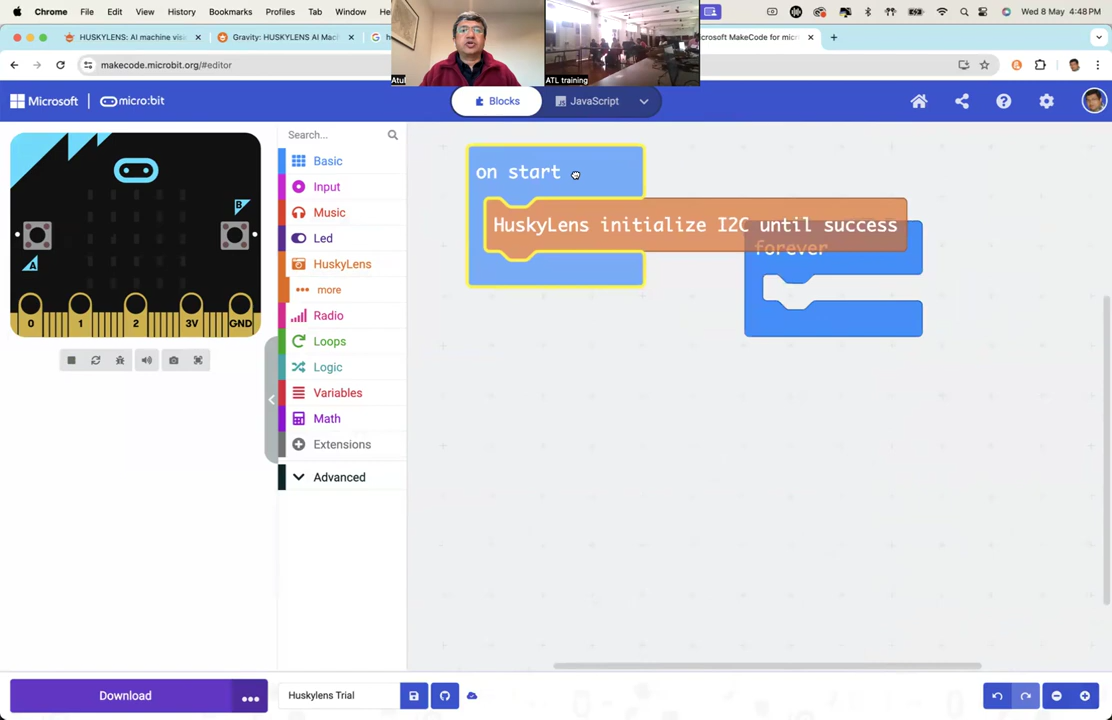 Chrome File Edit View History Bookmarks Profiles Tab Window Wed 8 May 4:48 PM
HUSKYLENS: AI machine vis
Gravity: HUSKYLENS AI Mac
Microsoft MakeCode for micr
makecode.microbit.org/#editor
Atul
ATL training
Microsoft
micro:bit
Blocks
JavaScript
Search...
Basic
Input
Music
Led
HuskyLens
more
Radio
Loops
Logic
Variables
Math
Extensions
Advanced
A
B
0 1 2 3V GND
on start
HuskyLens initialize I2C until success
forever
Download
Huskylens Trial